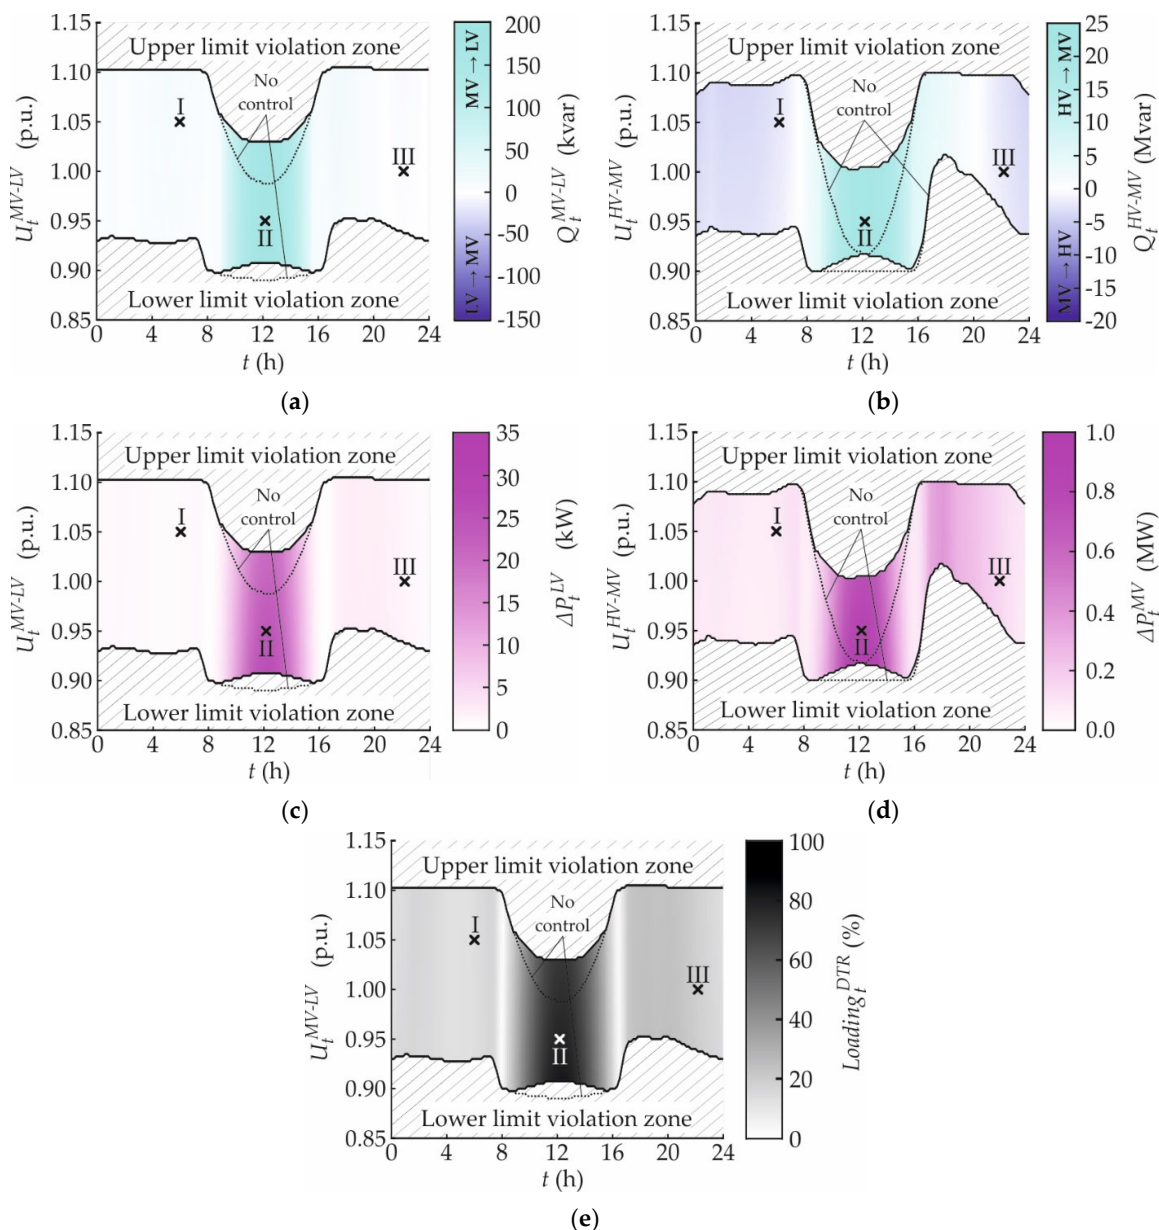 1.15
1.10
1.05
1.00
0.95
0.90
0.85
U_t^{MV-LV} (p.u.)
Upper limit violation zone
No
control
I
II
III
Lower limit violation zone
0 4 8 12 16 20 24
t (h)
200
150
100
50
0
-50
-100
-150
MV → LV
LV → MV
Q_t^{MV-LV} (kvar)
(a)
1.15
1.10
1.05
1.00
0.95
0.90
0.85
U_t^{HV-MV} (p.u.)
Upper limit violation zone
No
control
I
II
III
Lower limit violation zone
0 4 8 12 16 20 24
t (h)
25
20
15
10
5
0
-5
-10
-15
-20
HV → MV
MV → HV
Q_t^{HV-MV} (Mvar)
(b)
1.15
1.10
1.05
1.00
0.95
0.90
0.85
U_t^{MV-LV} (p.u.)
Upper limit violation zone
No
control
I
II
III
Lower limit violation zone
0 4 8 12 16 20 24
t (h)
35
30
25
20
15
10
5
0
ΔP_t^{LV} (kW)
(c)
1.15
1.10
1.05
1.00
0.95
0.90
0.85
U_t^{HV-MV} (p.u.)
Upper limit violation zone
No
control
I
II
III
Lower limit violation zone
0 4 8 12 16 20 24
t (h)
1.0
0.8
0.6
0.4
0.2
0.0
ΔP_t^{MV} (MW)
(d)
1.15
1.10
1.05
1.00
0.95
0.90
0.85
U_t^{MV-LV} (p.u.)
Upper limit violation zone
No
control
I
II
III
Lower limit violation zone
0 4 8 12 16 20 24
t (h)
100
80
60
40
20
0
Loading_t^{DTR} (%)
(e)